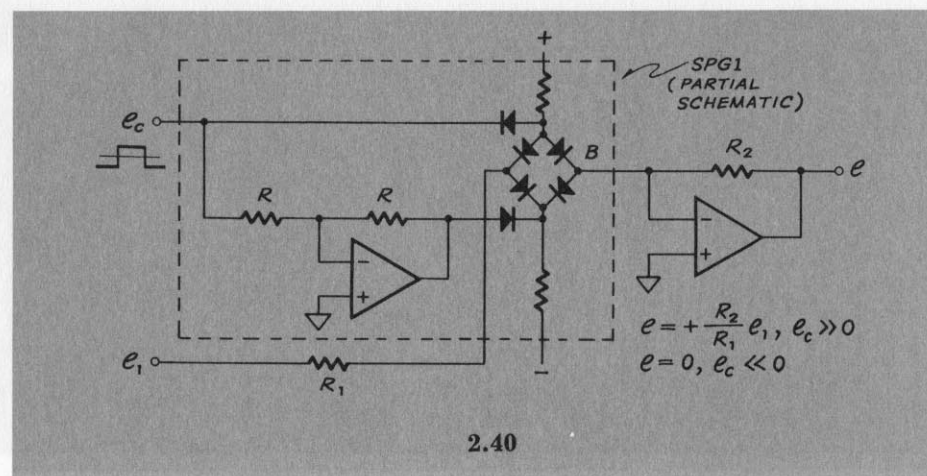 +
SPG1
(PARTIAL
SCHEMATIC)
e_c
B
R_2
e
R
R
−
+
−
+
e = + R_2/R_1 e_1, e_c >> 0
e = 0, e_c << 0
e_1
R_1
−
2.40